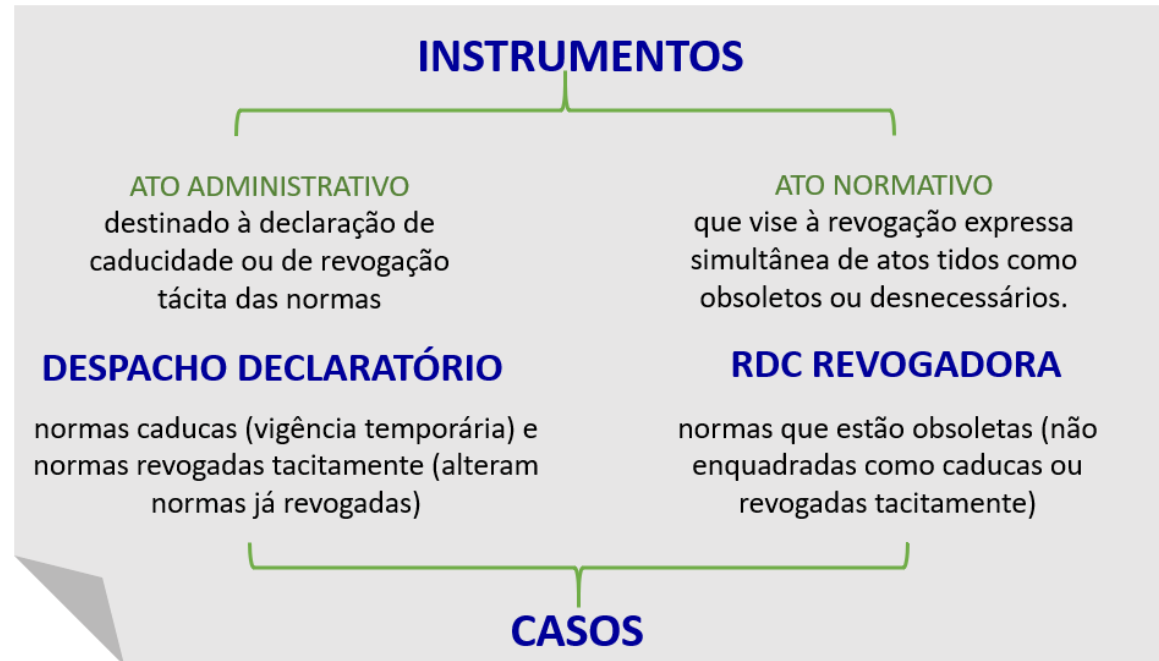 INSTRUMENTOS
ATO ADMINISTRATIVO
destinado à declaração de
caducidade ou de revogação
tácita das normas
DESPACHO DECLARATÓRIO
normas caducas (vigência temporária) e
normas revogadas tacitamente (alteram
normas já revogadas)
ATO NORMATIVO
que vise à revogação expressa
simultânea de atos tidos como
obsoletos ou desnecessários.
RDC REVOGADORA
normas que estão obsoletas (não
enquadradas como caducas ou
revogadas tacitamente)
CASOS